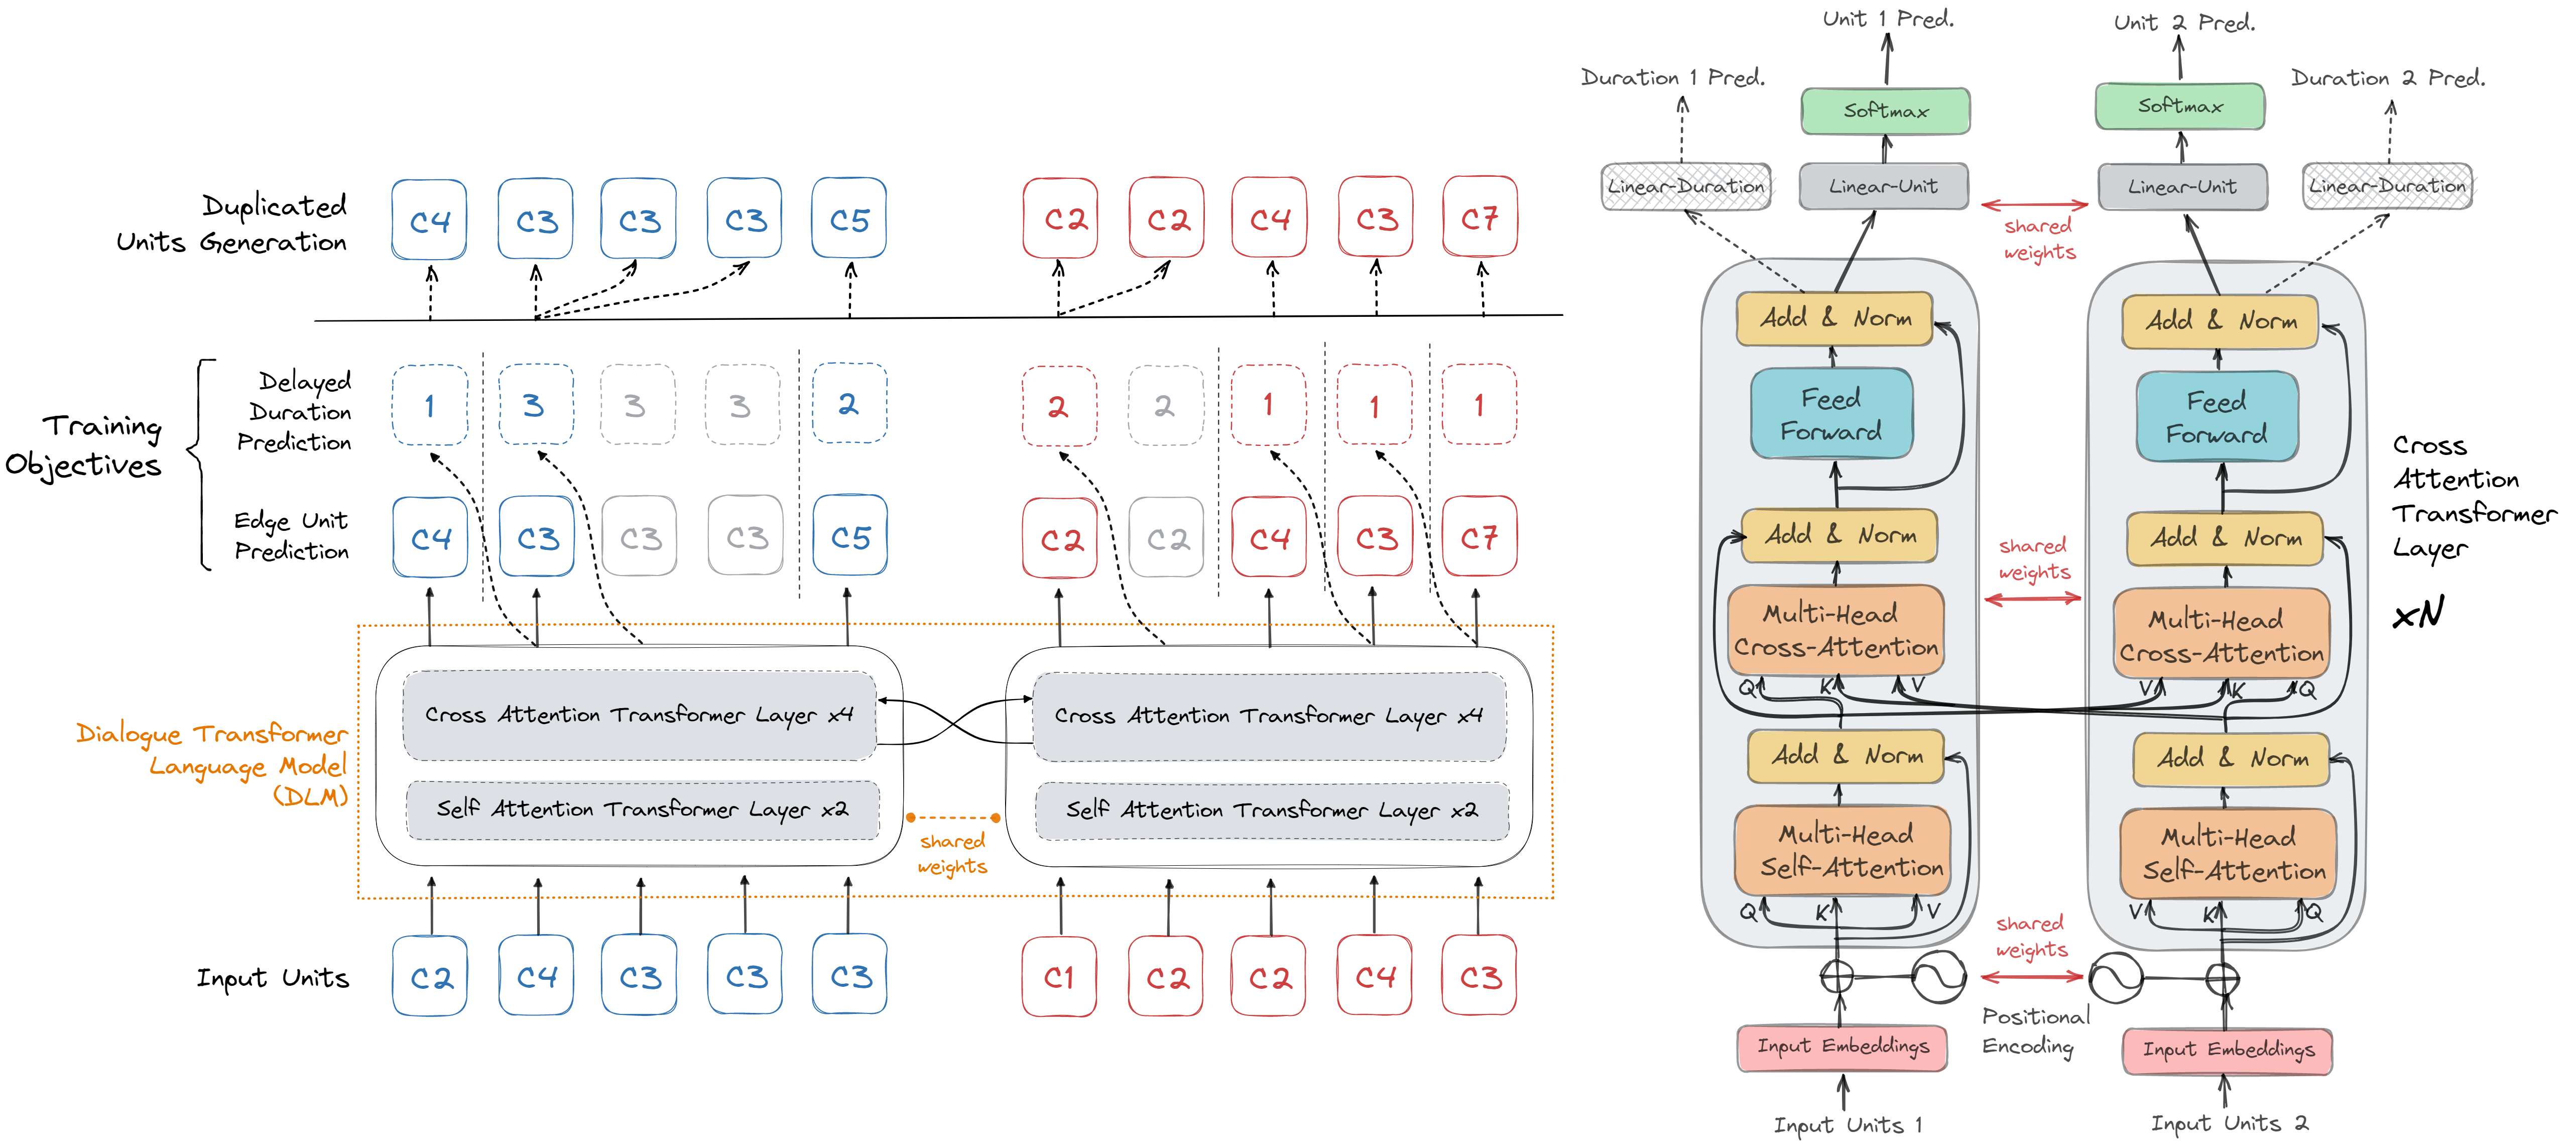 Duplicated
Units Generation
C4 C3 C3 C3 C5
C2 C2 C4 C3 C7
Training
Objectives
Delayed
Duration
Prediction
1 3 3 3 2
2 2 1 1 1
Edge Unit
Prediction
C4 C3 C3 C3 C5
C2 C2 C4 C3 C7
Dialogue Transformer
Language Model
(DLM)
Cross Attention Transformer Layer x4
Self Attention Transformer Layer x2
shared
weights
Cross Attention Transformer Layer x4
Self Attention Transformer Layer x2
Input Units
C2 C4 C3 C3 C3
C1 C2 C2 C4 C3
Unit 1 Pred.
Duration 1 Pred.
Softmax
Linear-Duration
Linear-Unit
Add & Norm
Feed
Forward
Add & Norm
Multi-Head
Cross-Attention
Q K V
Add & Norm
Multi-Head
Self-Attention
Q K V
Input Embeddings
Input Units 1
shared
weights
shared
weights
shared
weights
Positional
Encoding
Unit 2 Pred.
Duration 2 Pred.
Softmax
Linear-Unit
Linear-Duration
Add & Norm
Feed
Forward
Add & Norm
Multi-Head
Cross-Attention
V K Q
Add & Norm
Multi-Head
Self-Attention
V K Q
Input Embeddings
Input Units 2
Cross
Attention
Transformer
Layer
xN